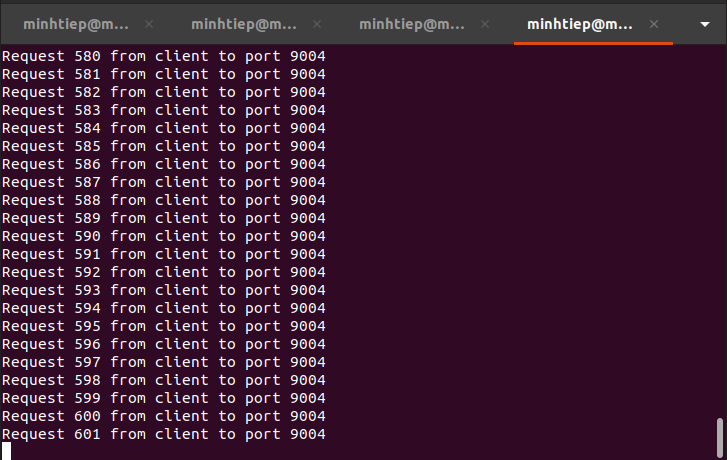 minhtiep@m... × minhtiep@m... × minhtiep@m... × minhtiep@m... ×
Request 580 from client to port 9004
Request 581 from client to port 9004
Request 582 from client to port 9004
Request 583 from client to port 9004
Request 584 from client to port 9004
Request 585 from client to port 9004
Request 586 from client to port 9004
Request 587 from client to port 9004
Request 588 from client to port 9004
Request 589 from client to port 9004
Request 590 from client to port 9004
Request 591 from client to port 9004
Request 592 from client to port 9004
Request 593 from client to port 9004
Request 594 from client to port 9004
Request 595 from client to port 9004
Request 596 from client to port 9004
Request 597 from client to port 9004
Request 598 from client to port 9004
Request 599 from client to port 9004
Request 600 from client to port 9004
Request 601 from client to port 9004